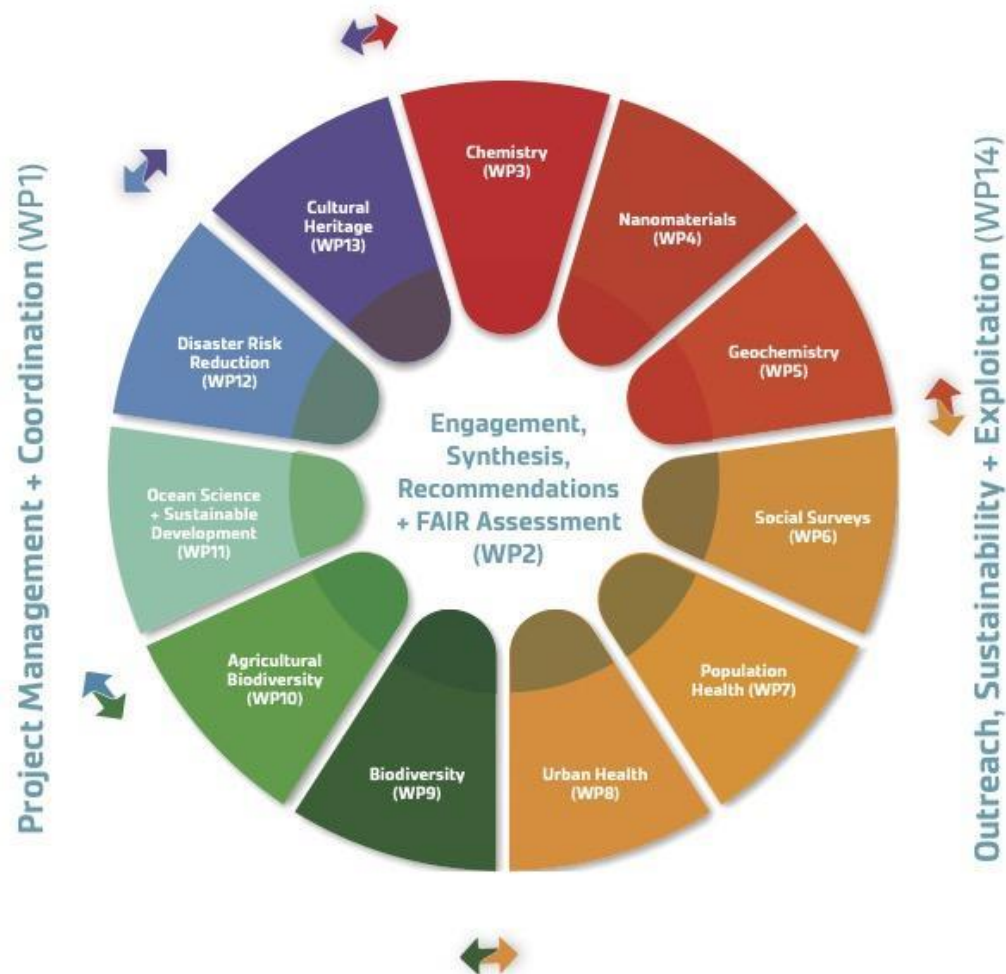 Project Management + Coordination (WP1)
Chemistry
(WP3)
Nanomaterials
(WP4)
Geochemistry
(WP5)
Social Surveys
(WP6)
Population
Health (WP7)
Urban Health
(WP8)
Biodiversity
(WP9)
Agricultural
Biodiversity
(WP10)
Ocean Science
+ Sustainable
Development
(WP11)
Disaster Risk
Reduction
(WP12)
Cultural
Heritage
(WP13)
Engagement,
Synthesis,
Recommendations
+ FAIR Assessment
(WP2)
Outreach, Sustainability + Exploitation (WP14)